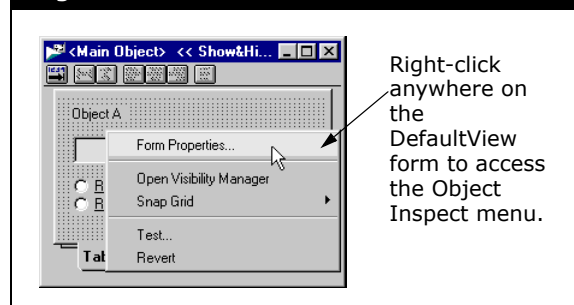 <Main Object> << Show&Hi...
Object A
Form Properties...
Open Visibility Manager
Snap Grid
Test...
Revert
R
R
Tab
Right-click
anywhere on
the
DefaultView
form to access
the Object
Inspect menu.